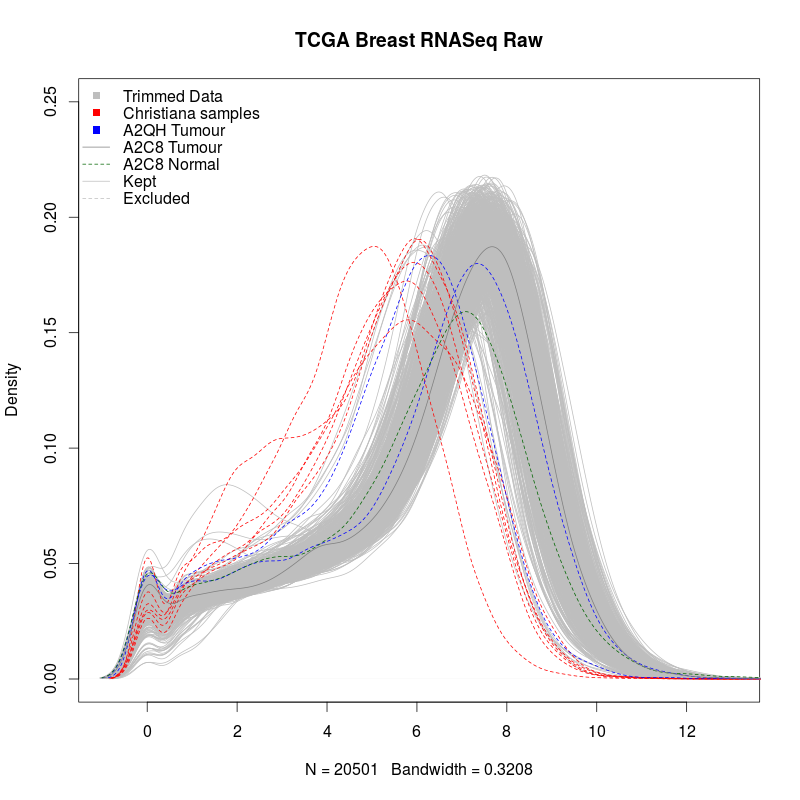 TCGA Breast RNASeq Raw
Trimmed Data
Christiana samples
A2QH Tumour
A2C8 Tumour
A2C8 Normal
Kept
Excluded
Density
0.25
0.20
0.15
0.10
0.05
0.00
0 2 4 6 8 10 12
N = 20501 Bandwidth = 0.3208